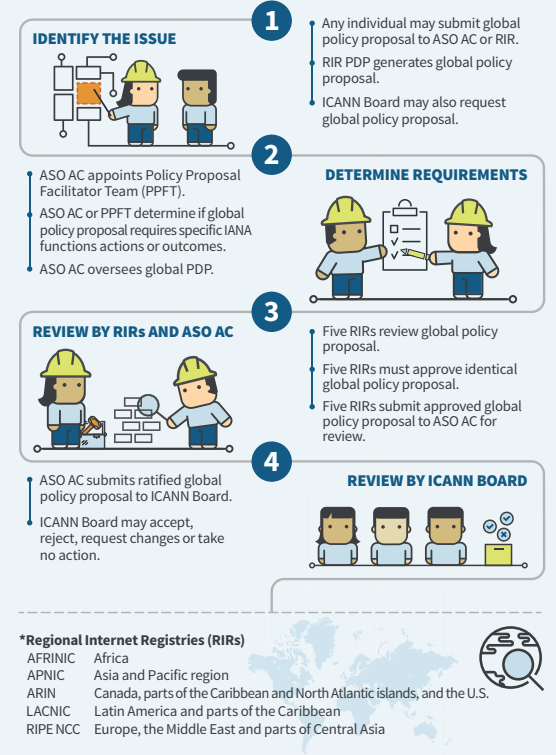 1
IDENTIFY THE ISSUE
Any individual may submit global
policy proposal to ASO AC or RIR.
RIR PDP generates global policy
proposal.
ICANN Board may also request
global policy proposal.
2
DETERMINE REQUIREMENTS
ASO AC appoints Policy Proposal
Facilitator Team (PPFT).
ASO AC or PPFT determine if global
policy proposal requires specific IANA
functions actions or outcomes.
ASO AC oversees global PDP.
3
REVIEW BY RIRs AND ASO AC
Five RIRs review global policy
proposal.
Five RIRs must approve identical
global policy proposal.
Five RIRs submit approved global
policy proposal to ASO AC for
review.
4
REVIEW BY ICANN BOARD
ASO AC submits ratified global
policy proposal to ICANN Board.
ICANN Board may accept,
reject, request changes or take
no action.
*Regional Internet Registries (RIRs)
AFRINIC Africa
APNIC Asia and Pacific region
ARIN Canada, parts of the Caribbean and North Atlantic islands, and the U.S.
LACNIC Latin America and parts of the Caribbean
RIPE NCC Europe, the Middle East and parts of Central Asia